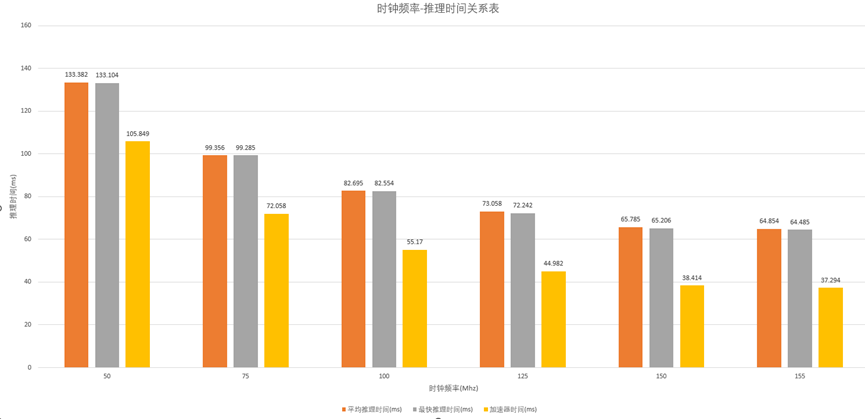 时钟频率-推理时间关系表
160
140
120
100
80
60
40
20
0
推理时间(ms)
133.382 133.104 105.849
99.356 99.285 72.058
82.695 82.554 55.17
73.058 72.242 44.982
65.785 65.206 38.414
64.854 64.485 37.294
50 75 100 125 150 155
时钟频率(Mhz)
平均推理时间(ms) 最快推理时间(ms) 加速器时间(ms)